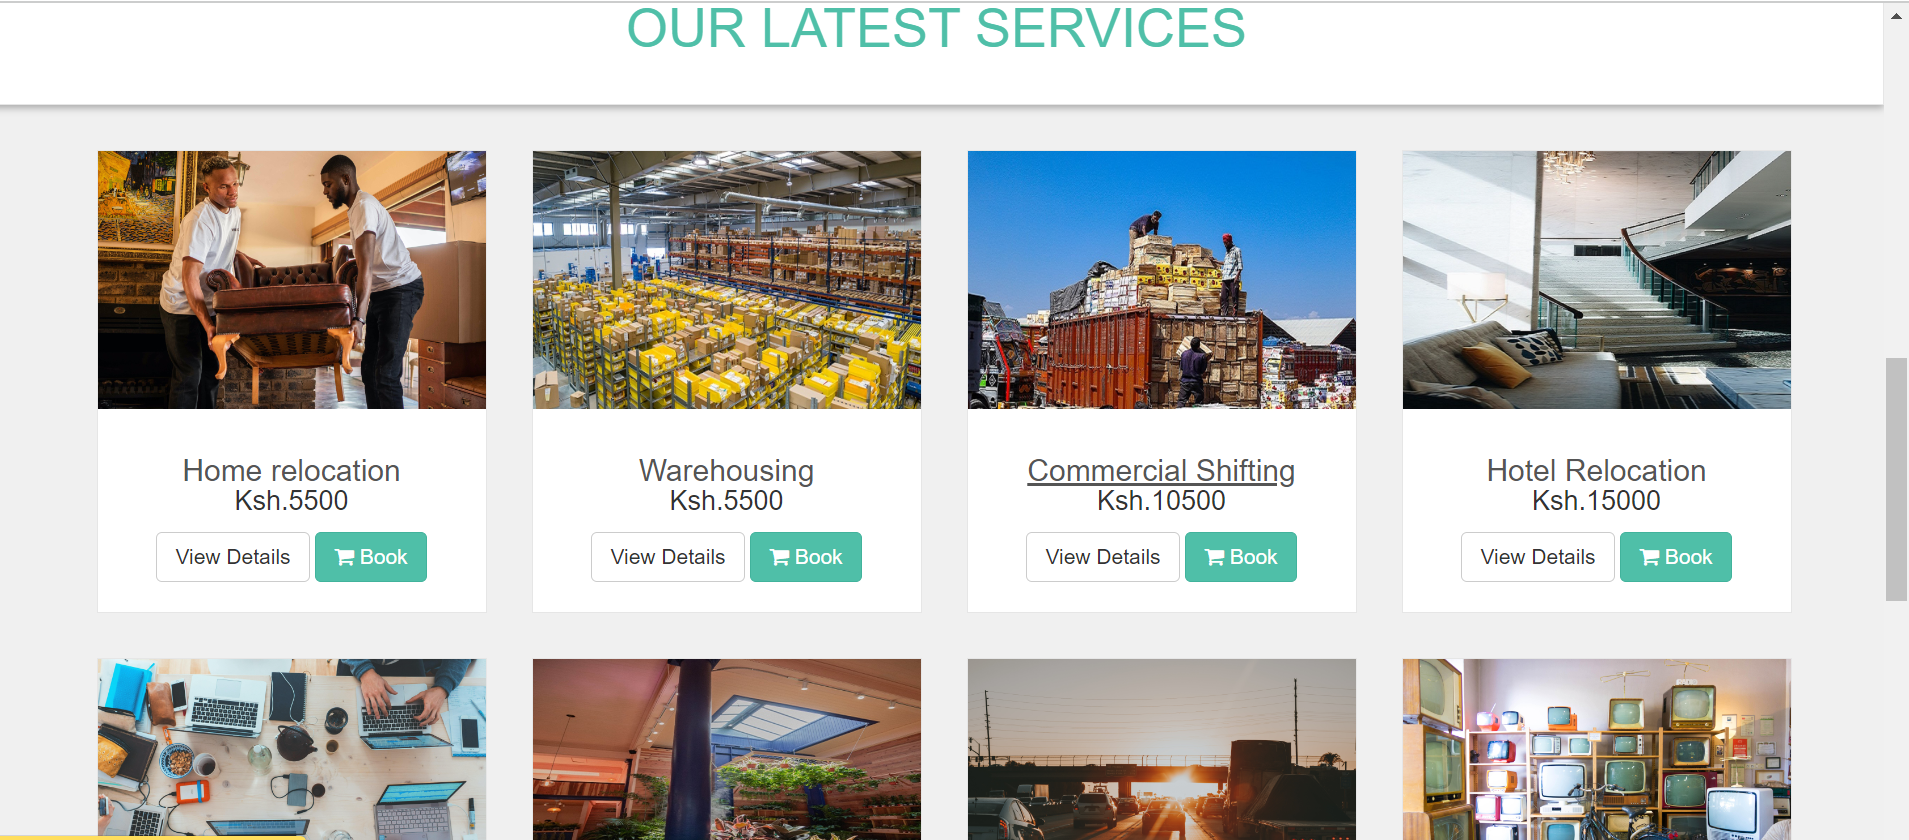 OUR LATEST SERVICES
Home relocation
Ksh.5500
View Details Book
Warehousing
Ksh.5500
View Details Book
Commercial Shifting
Ksh.10500
View Details Book
Hotel Relocation
Ksh.15000
View Details Book